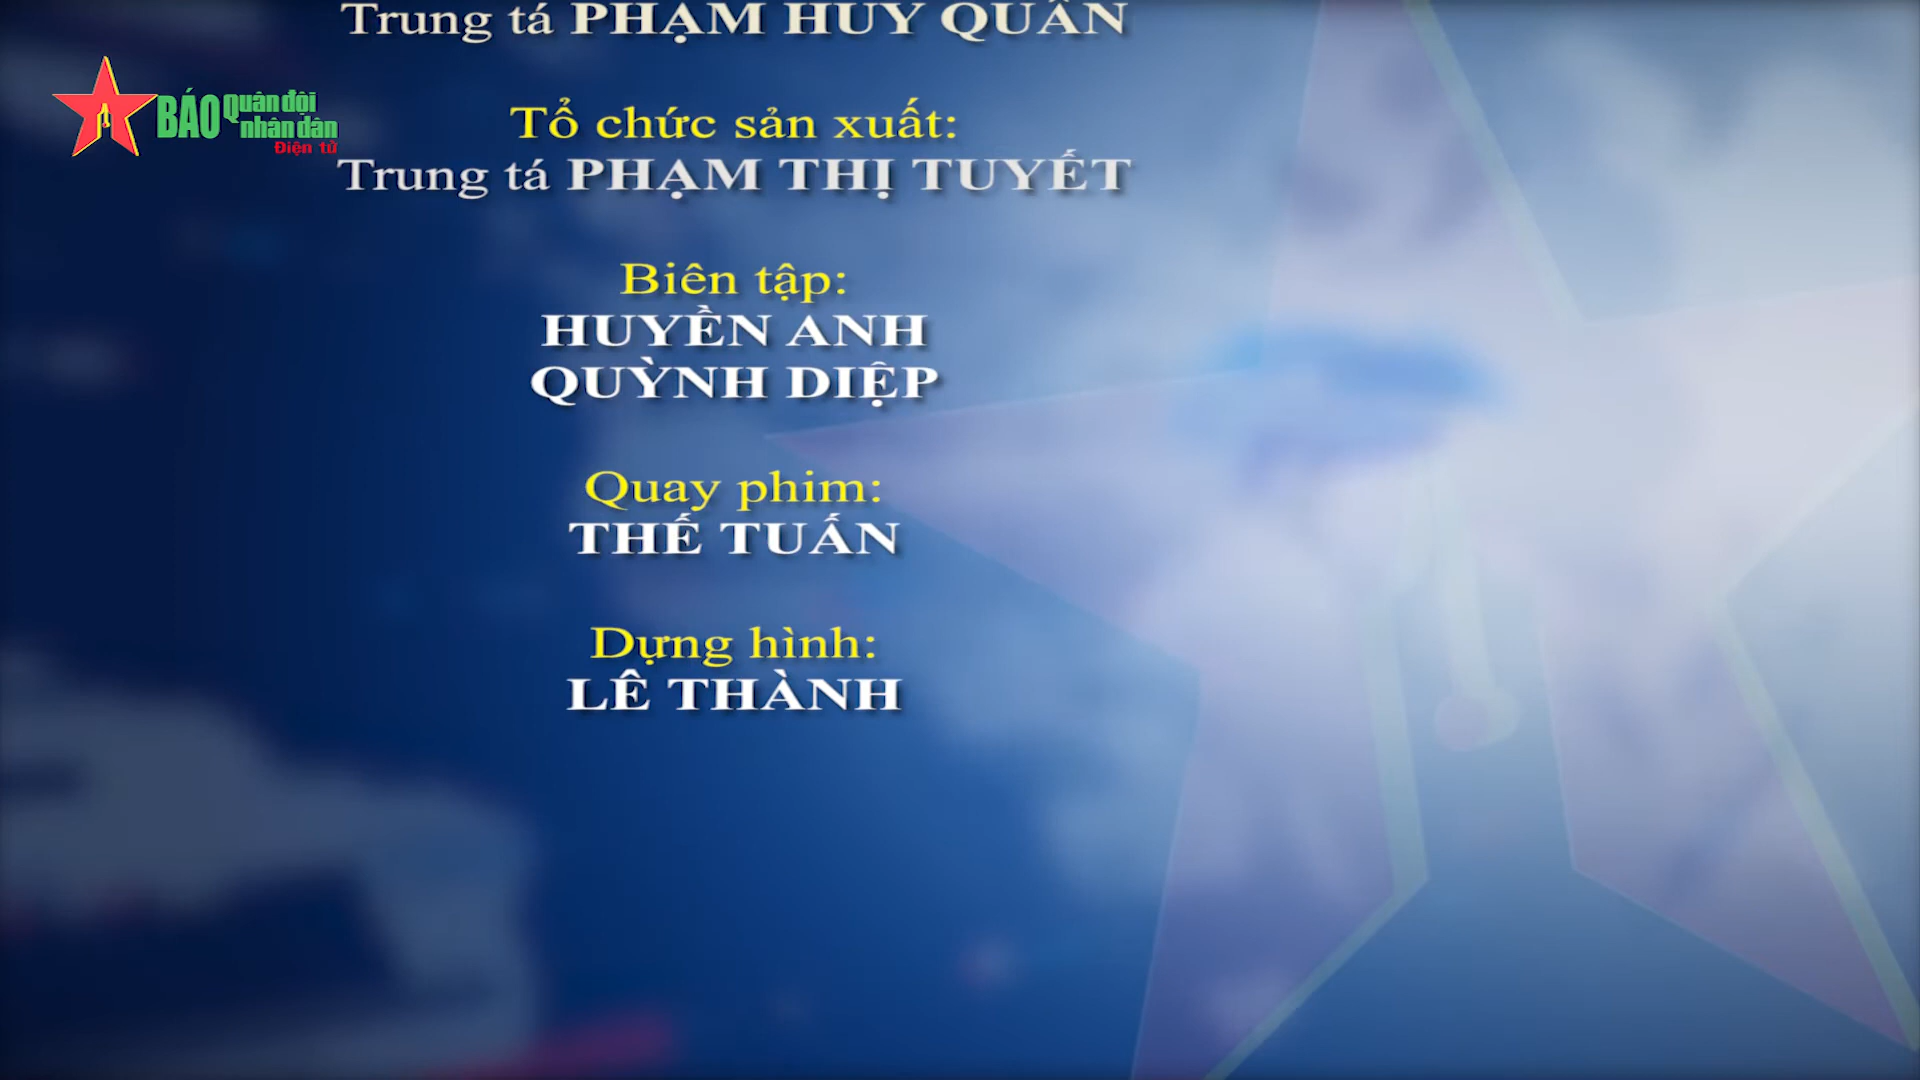 Trung tá PHẠM HUY QUÂN
BÁO Quân đội
nhân dân
Điện tử
Tổ chức sản xuất:
Trung tá PHẠM THỊ TUYẾT
Biên tập:
HUYỀN ANH
QUỲNH DIỆP
Quay phim:
THẾ TUẤN
Dựng hình:
LÊ THÀNH